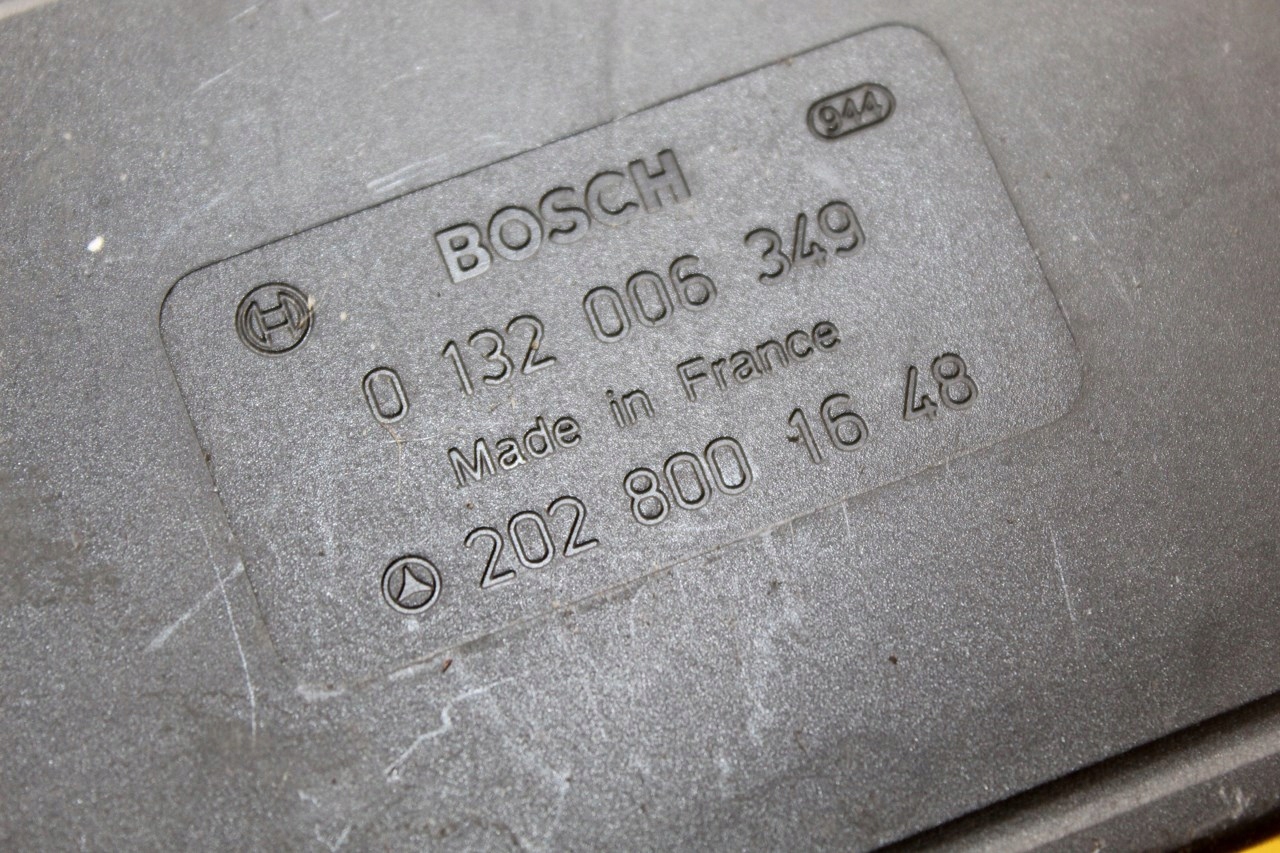 944
BOSCH
0 132 006 349
Made in France
202 800 16 48